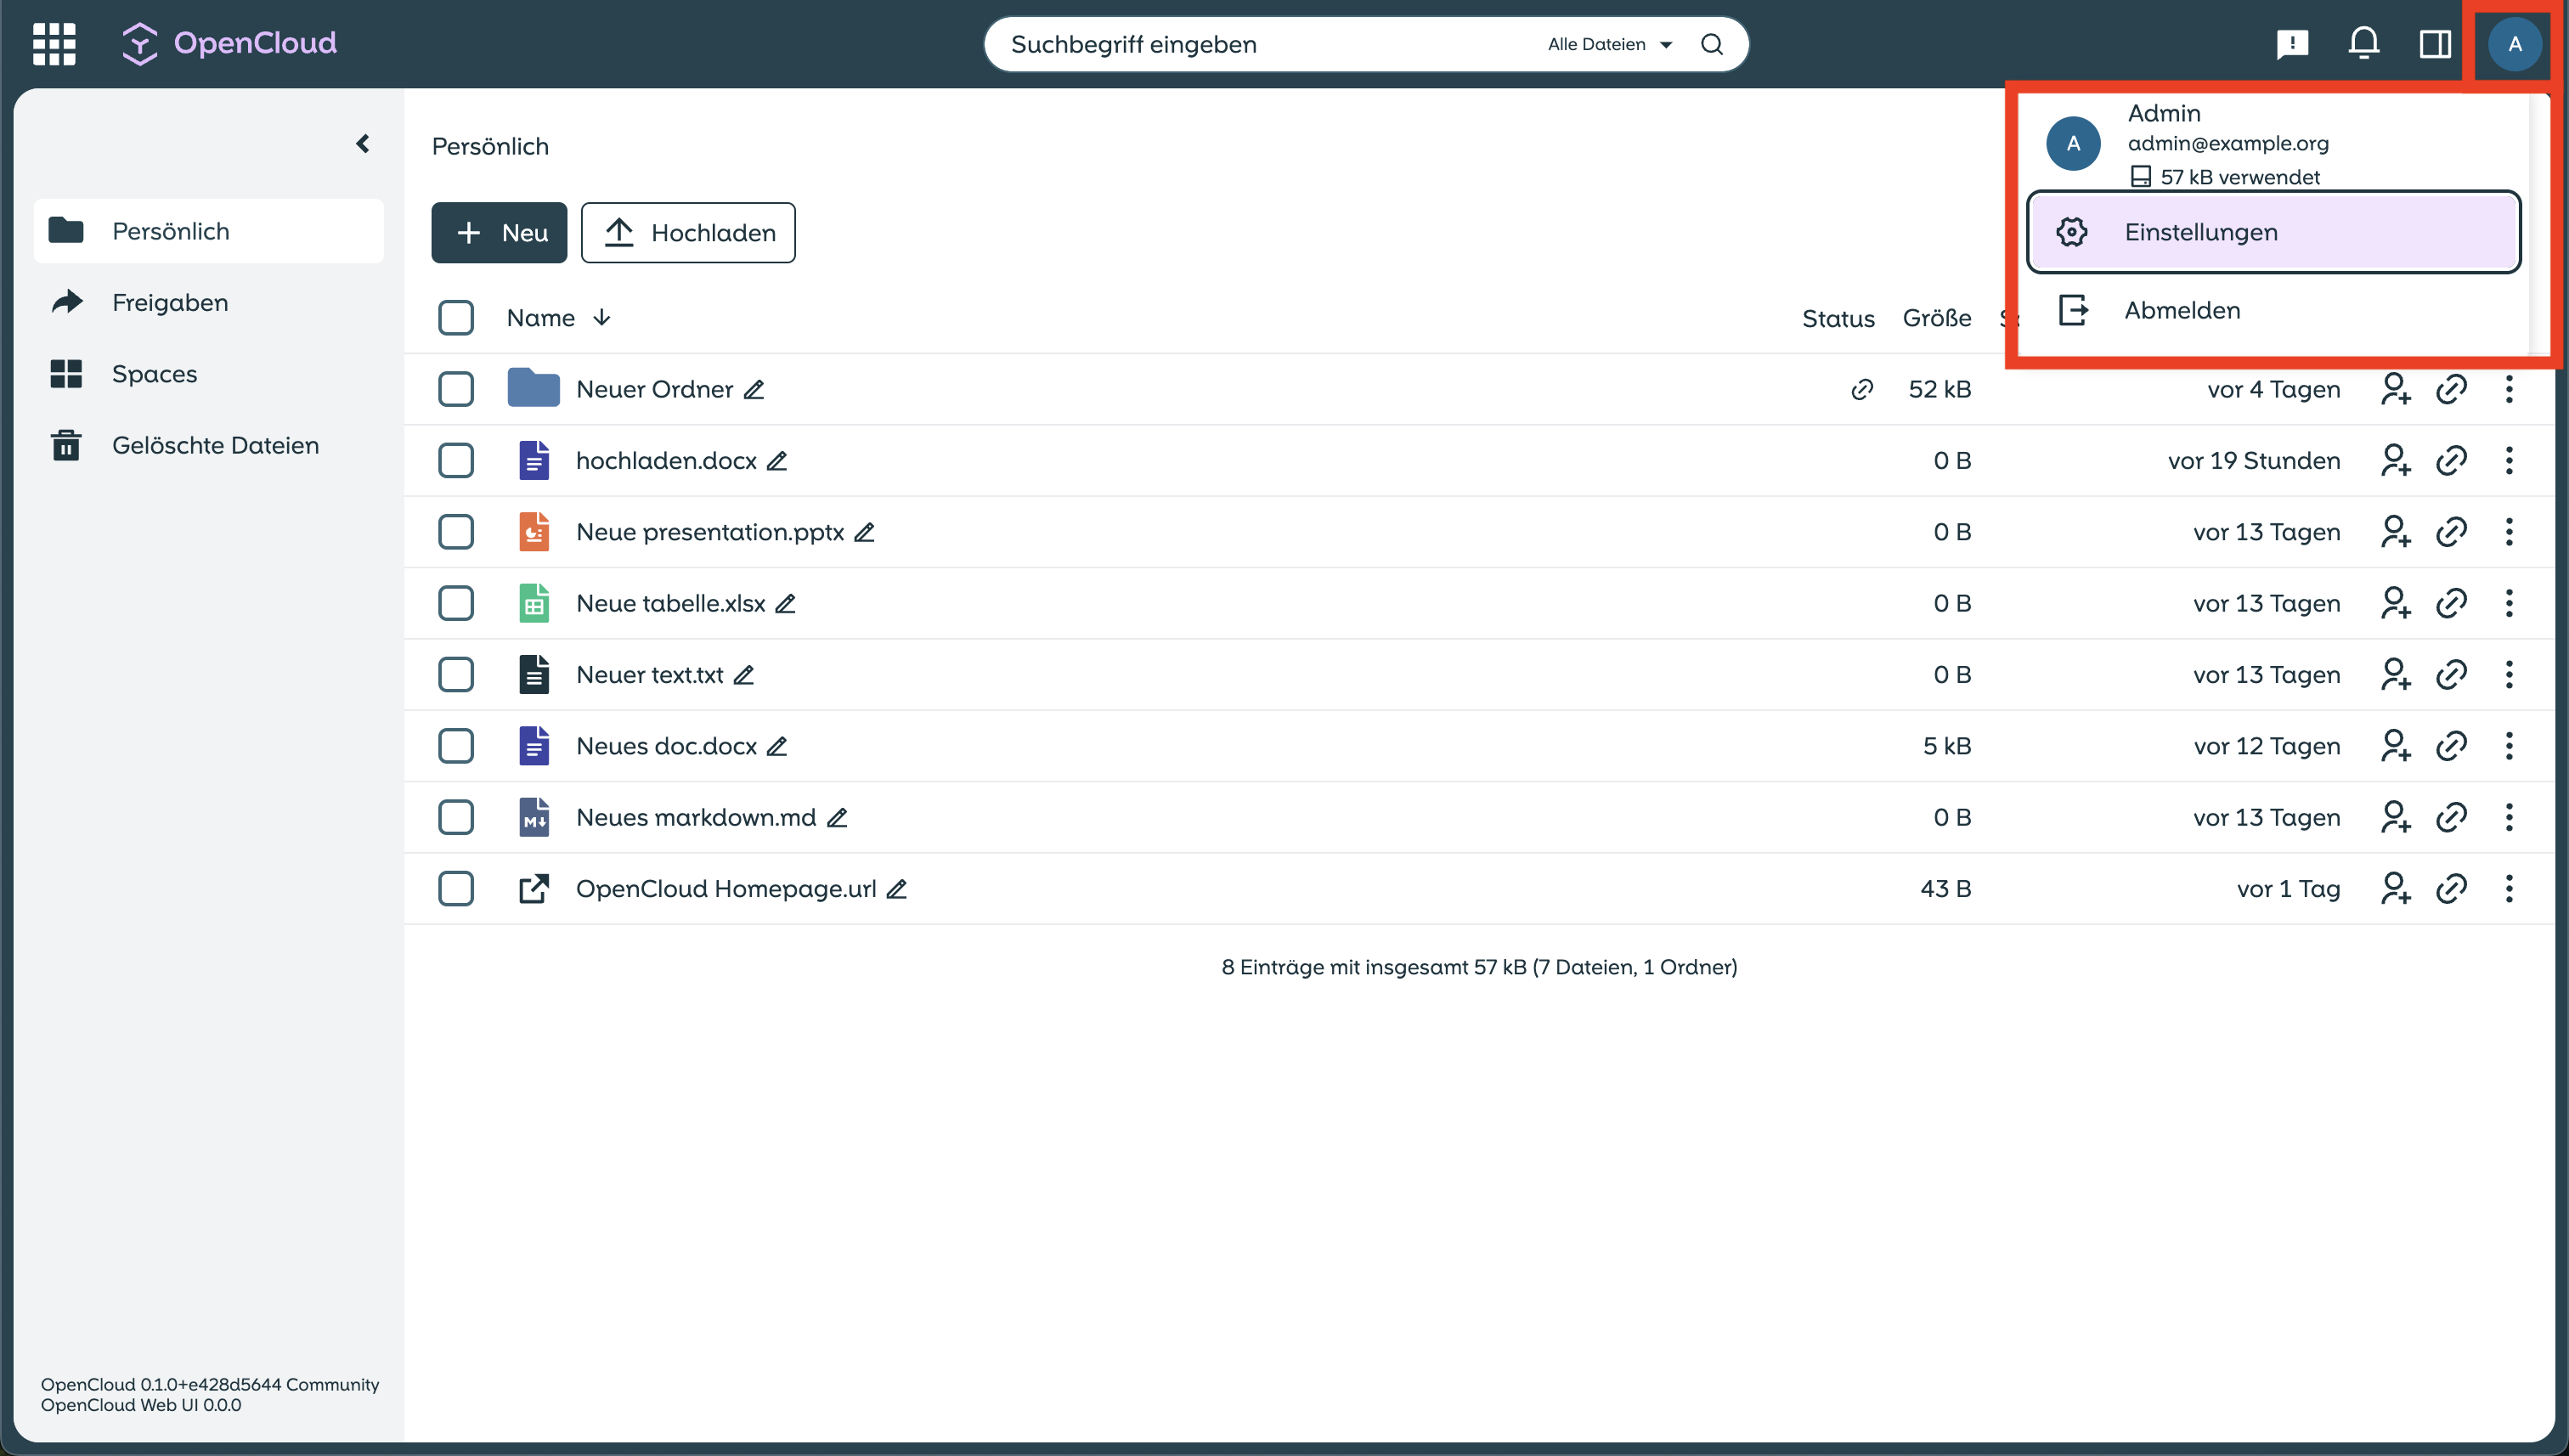 OpenCloud
Suchbegriff eingeben
Alle Dateien
A
Admin
A
admin@example.org
57 kB verwendet
Einstellungen
Abmelden
Persönlich
Freigaben
Spaces
Gelöschte Dateien
Persönlich
Neu
Hochladen
Name Status Größe
Neuer Ordner 52 kB vor 4 Tagen
hochladen.docx 0 B vor 19 Stunden
Neue presentation.pptx 0 B vor 13 Tagen
Neue tabelle.xlsx 0 B vor 13 Tagen
Neuer text.txt 0 B vor 13 Tagen
Neues doc.docx 5 kB vor 12 Tagen
M Neues markdown.md 0 B vor 13 Tagen
OpenCloud Homepage.url 43 B vor 1 Tag
8 Einträge mit insgesamt 57 kB (7 Dateien, 1 Ordner)
OpenCloud 0.1.0+e428d5644 Community
OpenCloud Web UI 0.0.0